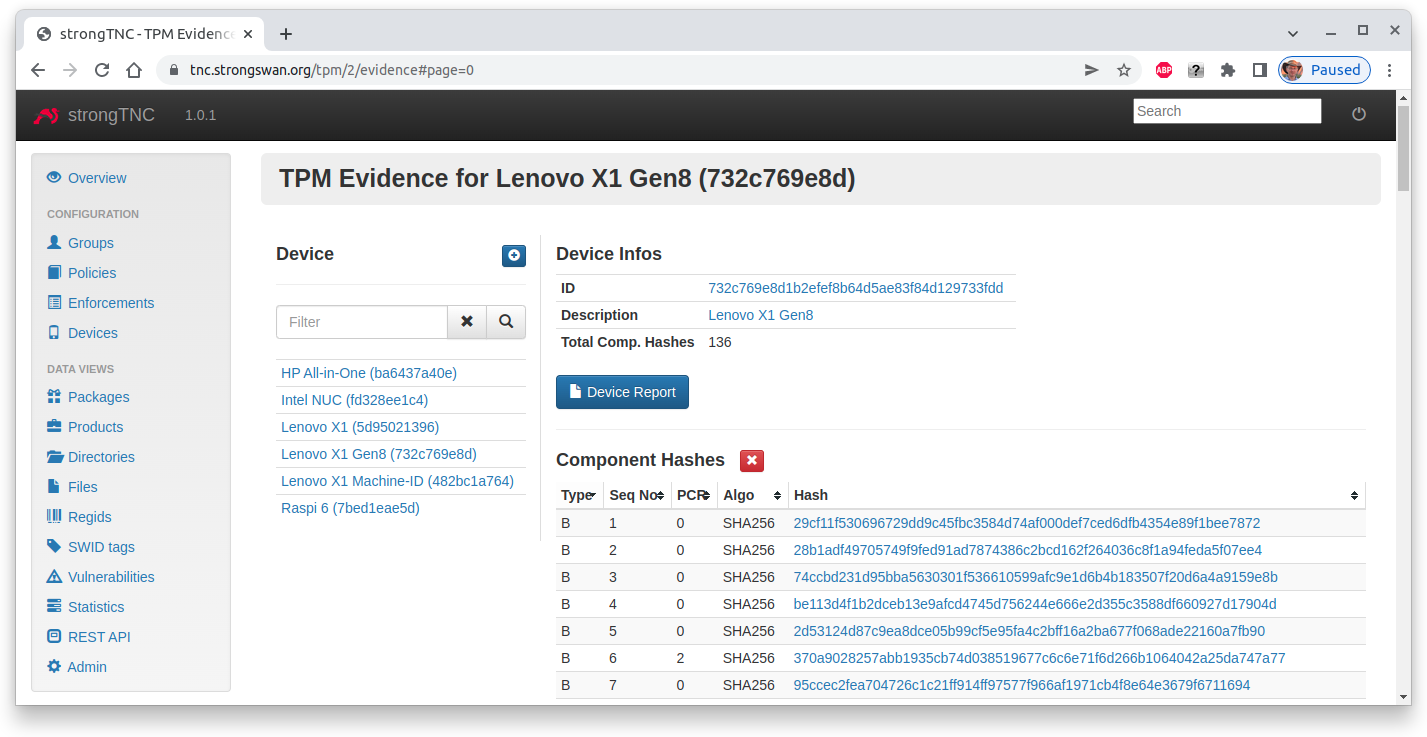 strongTNC - TPM Evidenc
tnc.strongswan.org/tpm/2/evidence#page=0
ABP
?
Paused
strongTNC 1.0.1
Search
Overview
CONFIGURATION
Groups
Policies
Enforcements
Devices
DATA VIEWS
Packages
Products
Directories
Files
Regids
SWID tags
Vulnerabilities
Statistics
REST API
Admin
TPM Evidence for Lenovo X1 Gen8 (732c769e8d)
Device
Filter
HP All-in-One (ba6437a40e)
Intel NUC (fd328ee1c4)
Lenovo X1 (5d95021396)
Lenovo X1 Gen8 (732c769e8d)
Lenovo X1 Machine-ID (482bc1a764)
Raspi 6 (7bed1eae5d)
Device Infos
ID 732c769e8d1b2efef8b64d5ae83f84d129733fdd
Description Lenovo X1 Gen8
Total Comp. Hashes 136
Device Report
Component Hashes
Type Seq No PCR Algo Hash
B 1 0 SHA256 29cf11f530696729dd9c45fbc3584d74af000def7ced6dfb4354e89f1bee7872
B 2 0 SHA256 28b1adf49705749f9fed91ad7874386c2bcd162f264036c8f1a94feda5f07ee4
B 3 0 SHA256 74ccbd231d95bba5630301f536610599afc9e1d6b4b183507f20d6a4a9159e8b
B 4 0 SHA256 be113d4f1b2dceb13e9afcd4745d756244e666e2d355c3588df660927d17904d
B 5 0 SHA256 2d53124d87c9ea8dce05b99cf5e95fa4c2bff16a2ba677f068ade22160a7fb90
B 6 2 SHA256 370a9028257abb1935cb74d038519677c6c6e71f6d266b1064042a25da747a77
B 7 0 SHA256 95ccec2fea704726c1c21ff914ff97577f966af1971cb4f8e64e3679f6711694